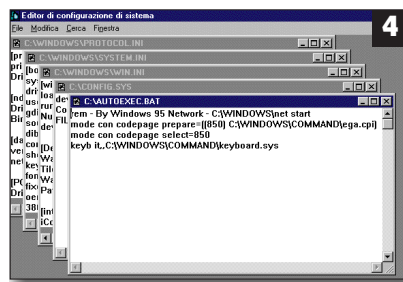 4
Editor di configurazione di sistema
File Modifica Cerca Finestra
C:\WINDOWS\PROTOCOL.INI
C:\WINDOWS\SYSTEM.INI
C:\WINDOWS\WIN.INI
C:\CONFIG.SYS
C:\AUTOEXEC.BAT
rem - By Windows 95 Network - C:\WINDOWS\net start
mode con codepage prepare=((850) C:\WINDOWS\COMMAND\ega.cpi)
mode con codepage select=850
keyb it,,C:\WINDOWS\COMMAND\keyboard.sys